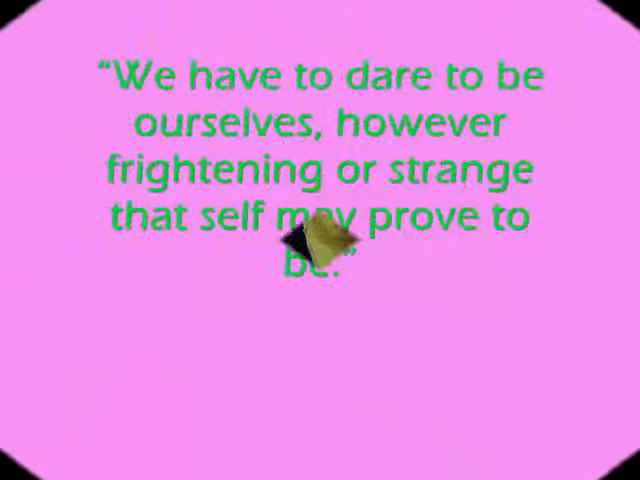 “We have to dare to be
ourselves, however
frightening or strange
that self may prove to
be.”